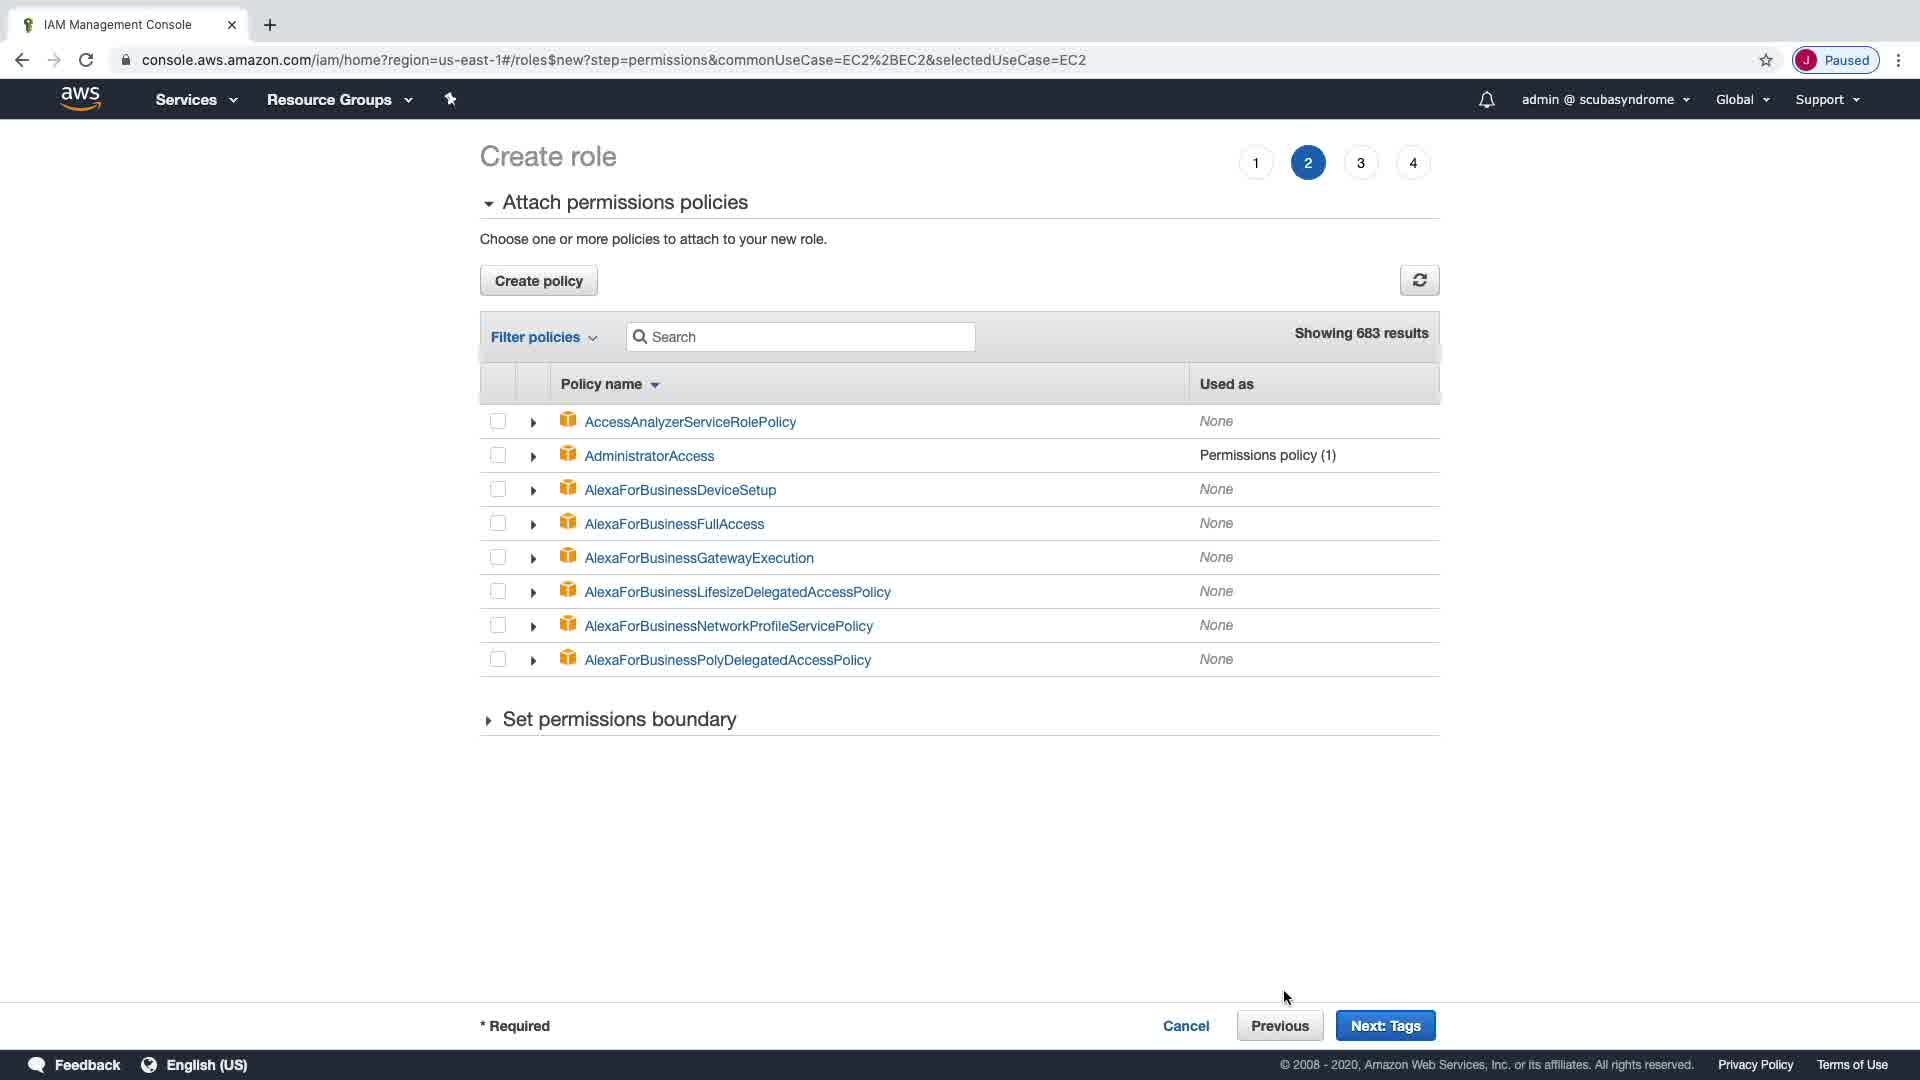 IAM Management Console
console.aws.amazon.com/iam/home?region=us-east-1#/roles$new?step=permissions&commonUseCase=EC2%2BEC2&selectedUseCase=EC2
J Paused
aws Services Resource Groups admin @ scubasyndrome Global Support
Create role
1 2 3 4
Attach permissions policies
Choose one or more policies to attach to your new role.
Create policy
Filter policies Search Showing 683 results
Policy name Used as
AccessAnalyzerServiceRolePolicy None
AdministratorAccess Permissions policy (1)
AlexaForBusinessDeviceSetup None
AlexaForBusinessFullAccess None
AlexaForBusinessGatewayExecution None
AlexaForBusinessLifesizeDelegatedAccessPolicy None
AlexaForBusinessNetworkProfileServicePolicy None
AlexaForBusinessPolyDelegatedAccessPolicy None
Set permissions boundary
* Required Cancel Previous Next: Tags
Feedback English (US) © 2008 - 2020, Amazon Web Services, Inc. or its affiliates. All rights reserved. Privacy Policy Terms of Use